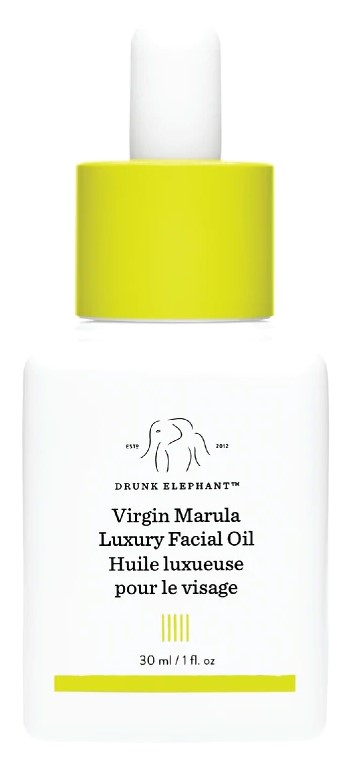 ESTD 2012
DRUNK ELEPHANT™
Virgin Marula
Luxury Facial Oil
Huile luxueuse
pour le visage
30 ml / 1 fl. oz